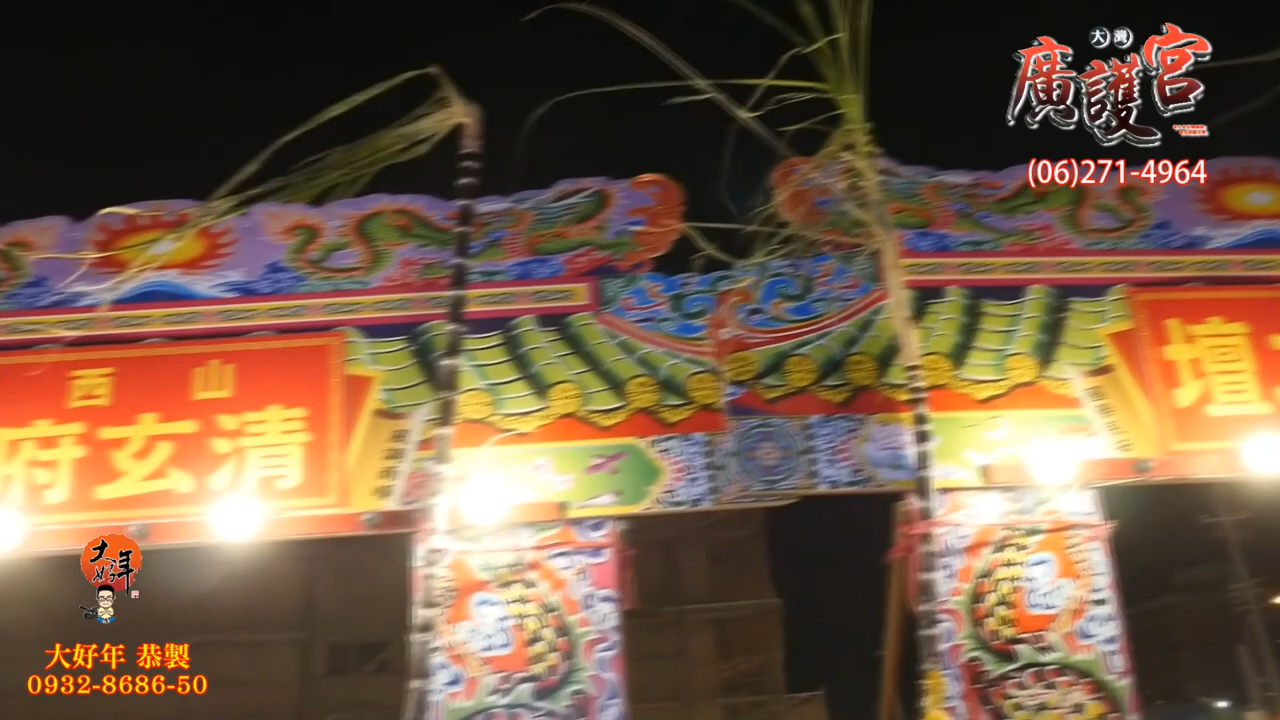 大灣
廣護宮
(06)271-4964
西 山
府玄清
壇
大好年
大好年 恭製
0932-8686-50